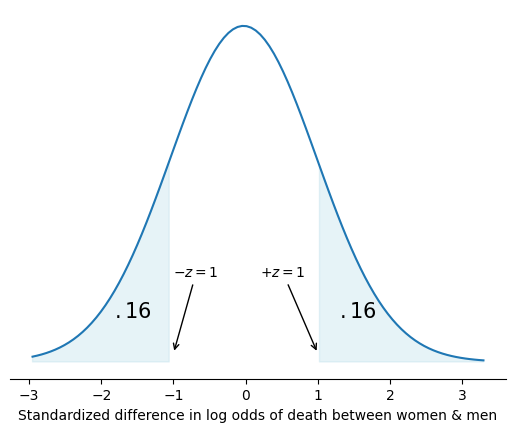 −z = 1
+z = 1
.16
.16
−3 −2 −1 0 1 2 3
Standardized difference in log odds of death between women & men